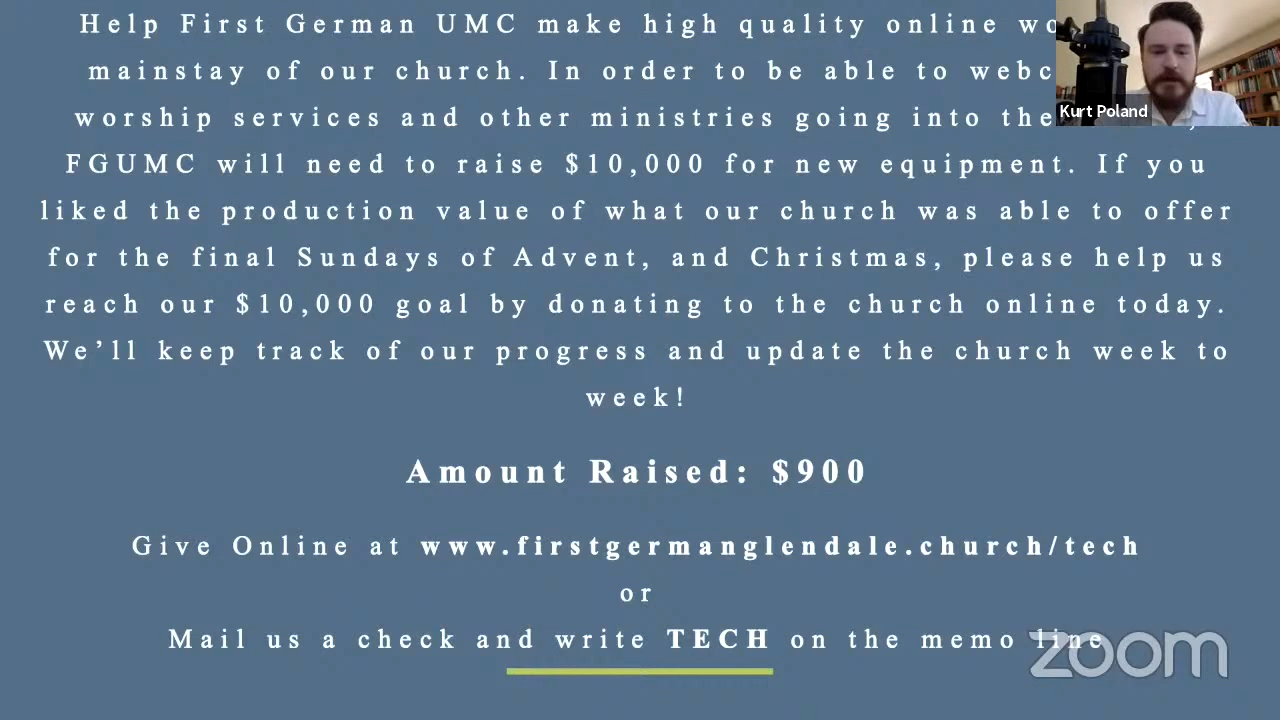 Help First German UMC make high quality online
mainstay of our church. In order to be able to
worship services and other ministries going into the
FGUMC will need to raise $10,000 for new equipment. If you
liked the production value of what our church was able to offer
for the final Sundays of Advent, and Christmas, please help us
reach our $10,000 goal by donating to the church online today.
We’ll keep track of our progress and update the church week to
week!
Amount Raised: $900
Give Online at www.firstgermanglendale.church/tech
or
Mail us a check and write TECH on the memo line
Kurt Poland
zoom